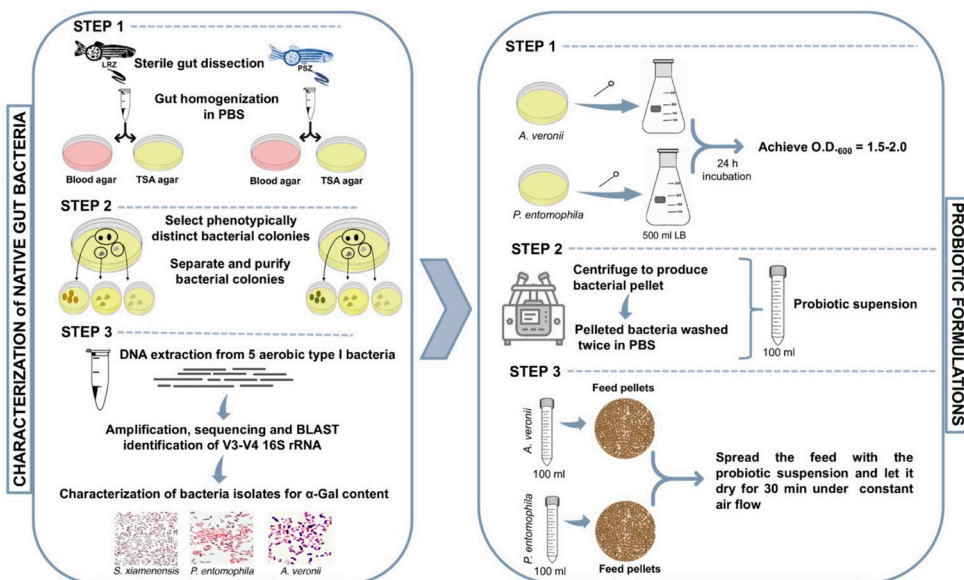 CHARACTERIZATION of NATIVE GUT BACTERIA
STEP 1
LRZ
PSZ
Sterile gut dissection
Gut homogenization
in PBS
Blood agar
TSA agar
Blood agar
TSA agar
STEP 2
Select phenotypically
distinct bacterial colonies
Separate and purify
bacterial colonies
STEP 3
DNA extraction from 5 aerobic type I bacteria
Amplification, sequencing and BLAST
identification of V3-V4 16S rRNA
Characterization of bacteria isolates for α-Gal content
S. xiamenensis
P. entomophila
A. veronii
PROBIOTIC FORMULATIONS
STEP 1
A. veronii
P. entomophila
500 ml LB
24 h
incubation
Achieve O.D-600 = 1.5-2.0
STEP 2
Centrifuge to produce
bacterial pellet
Pelleted bacteria washed
twice in PBS
100 ml
Probiotic supension
STEP 3
Feed pellets
A. veronii
100 ml
P. entomophila
100 ml
Feed pellets
Spread the feed with the
probiotic suspension and let it
dry for 30 min under constant
air flow